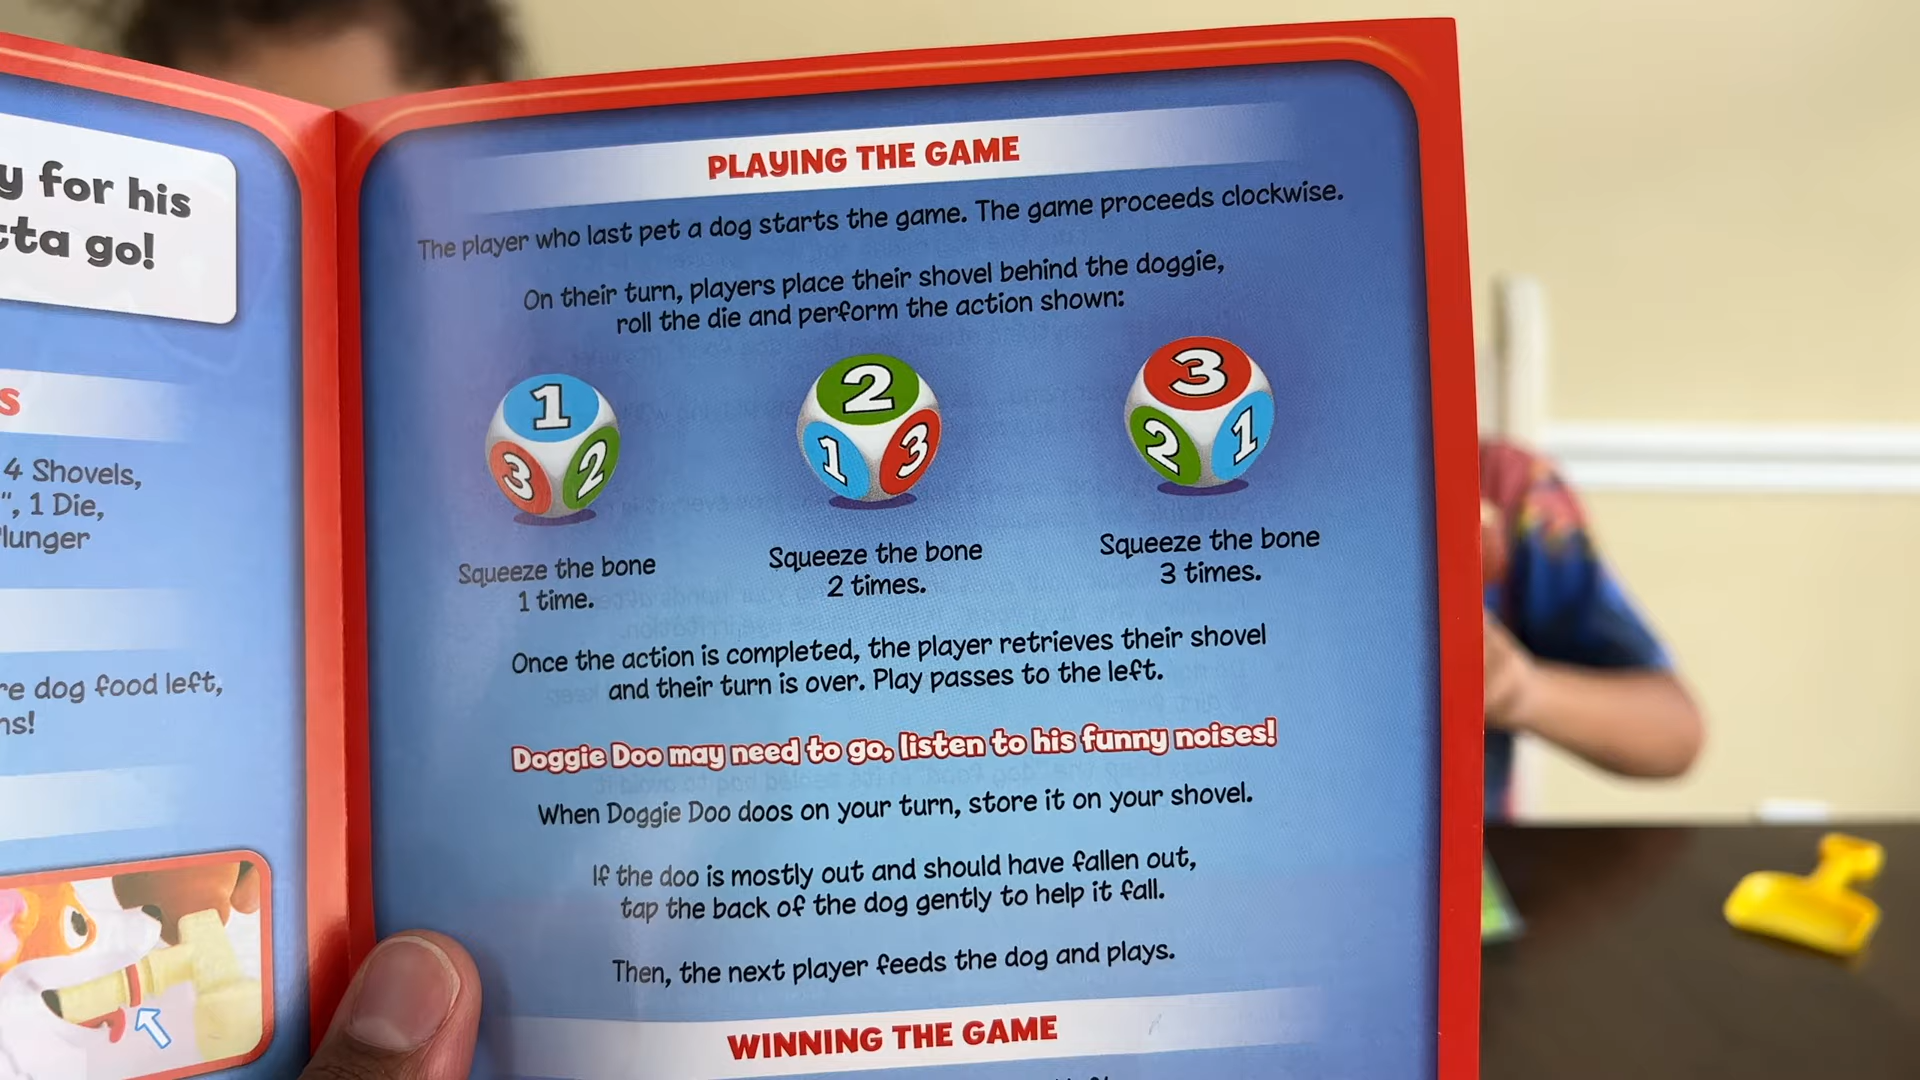 y for his
tta go!
s
4 Shovels,
", 1 Die,
lunger
re dog food left,
ns!
PLAYING THE GAME
The player who last pet a dog starts the game. The game proceeds clockwise.
On their turn, players place their shovel behind the doggie,
roll the die and perform the action shown:
1 3 2
2 1 3
3 2 1
Squeeze the bone
1 time.
Squeeze the bone
2 times.
Squeeze the bone
3 times.
Once the action is completed, the player retrieves their shovel
and their turn is over. Play passes to the left.
Doggie Doo may need to go, listen to his funny noises!
When Doggie Doo doos on your turn, store it on your shovel.
If the doo is mostly out and should have fallen out,
tap the back of the dog gently to help it fall.
Then, the next player feeds the dog and plays.
WINNING THE GAME